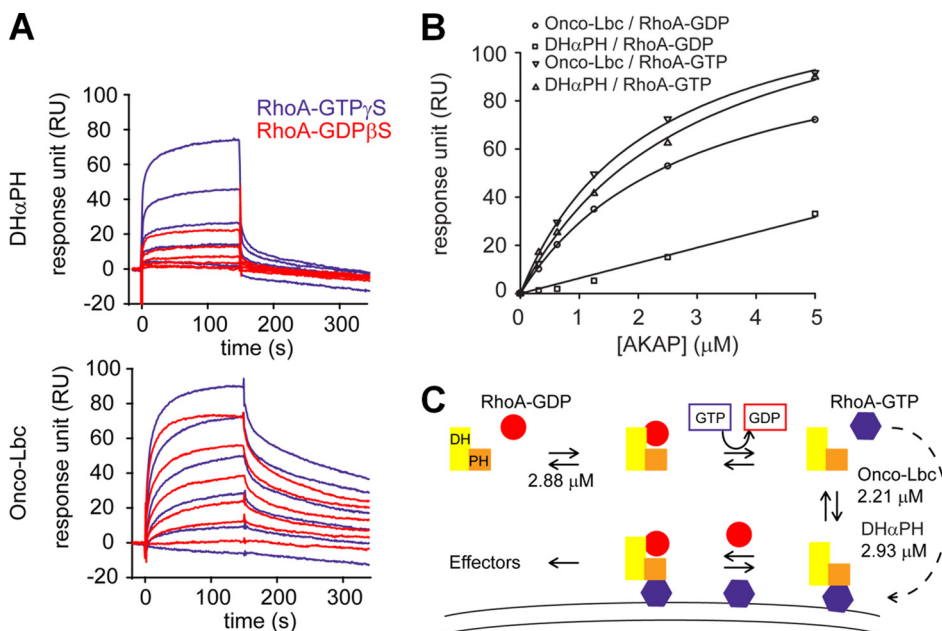 A
RhoA-GTPγS
RhoA-GDPβS
DHαPH
response unit (RU)
100
80
60
40
20
0
-20
0 100 200 300
time (s)
Onco-Lbc
response unit (RU)
100
80
60
40
20
0
-20
0 100 200 300
time (s)
B
Onco-Lbc / RhoA-GDP
DHαPH / RhoA-GDP
Onco-Lbc / RhoA-GTP
DHαPH / RhoA-GTP
response unit (RU)
100
80
60
40
20
0
0 1 2 3 4 5
[AKAP] (μM)
C
RhoA-GDP
DH
PH
2.88 μM
GTP
GDP
RhoA-GTP
Onco-Lbc
2.21 μM
DHαPH
2.93 μM
Effectors